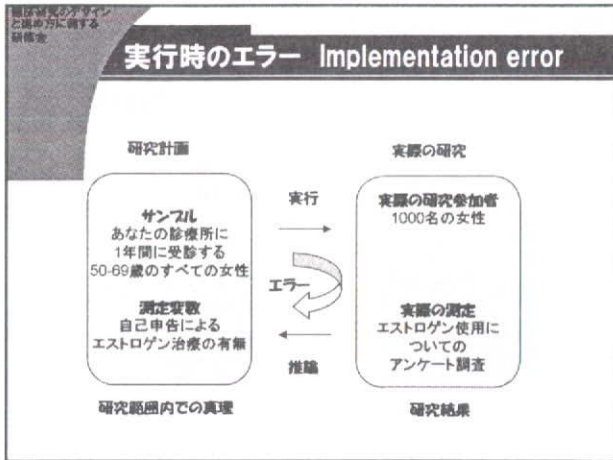 臨床研究のデザイン
と進め方に関する
研修会
実行時のエラー Implementation error
研究計画
実際の研究
サンプル
あなたの診療所に
1年間に受診する
50-69歳のすべての女性
測定変数
自己申告による
エストロゲン治療の有無
実行
エラー
推論
実際の研究参加者
1000名の女性
実際の測定
エストロゲン使用に
ついての
アンケート調査
研究範囲内での真理
研究結果